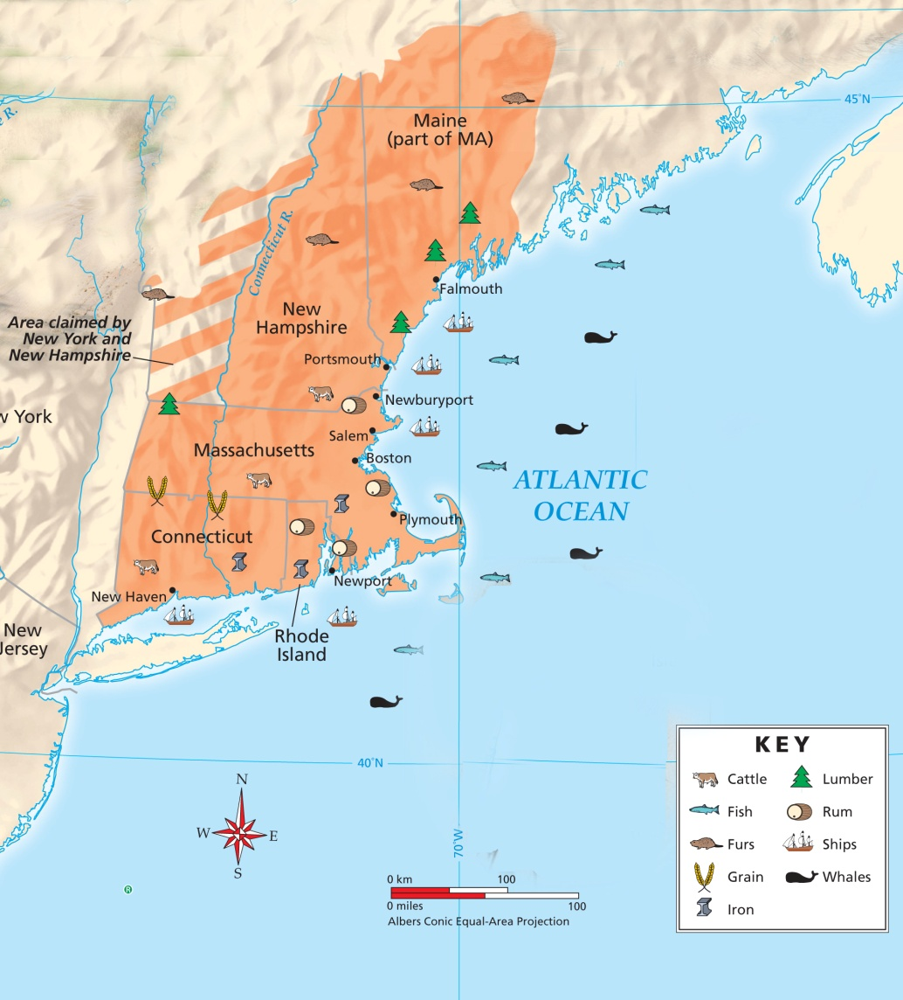 45°N
Maine
(part of MA)
Connecticut R.
Falmouth
New
Hampshire
Area claimed by
New York and
New Hampshire
Portsmouth
Newburyport
York
Salem
Massachusetts
Boston
ATLANTIC
OCEAN
Plymouth
Connecticut
Newport
New Haven
New
Jersey
Rhode
Island
40°N
70°W
N
W
E
S
R
0 km 100
0 miles 100
Albers Conic Equal-Area Projection
KEY
Cattle
Lumber
Fish
Rum
Furs
Ships
Grain
Whales
Iron